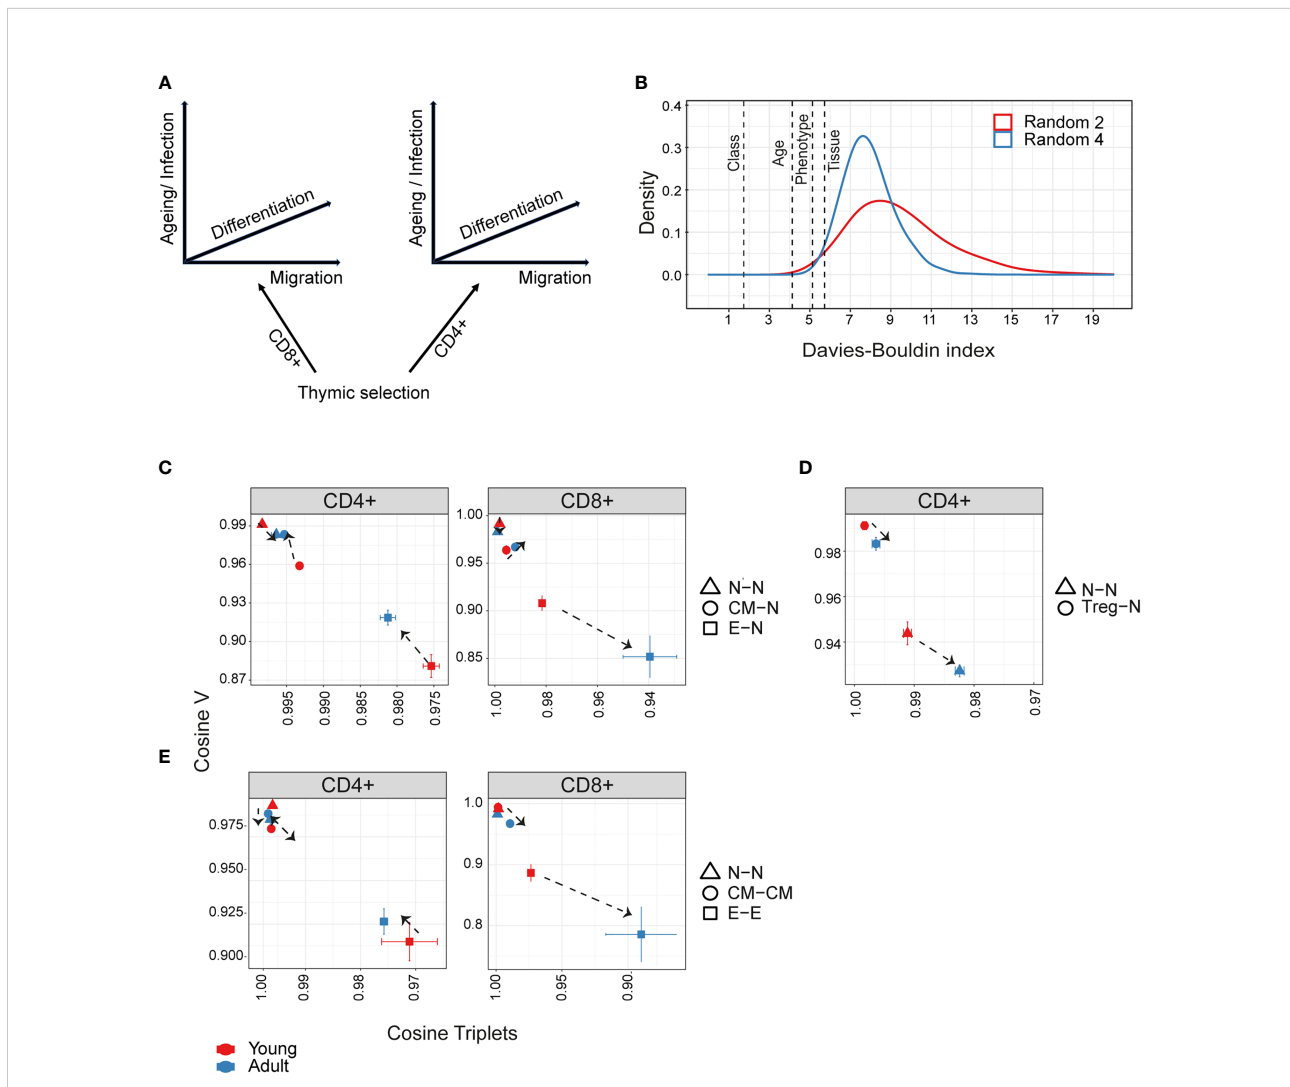 A
Ageing/ Infection
Differentiation
Migration
Ageing / Infection
Differentiation
Migration
CD8+
CD4+
Thymic selection
B
0.4
0.3
0.2
0.1
0.0
Density
Class
Age
Phenotype
Tissue
Random 2
Random 4
1 3 5 7 9 11 13 15 17 19
Davies-Bouldin index
C
CD4+
0.99
0.96
0.93
0.90
0.87
0.995 0.990 0.985 0.980 0.975
CD8+
1.00
0.95
0.90
0.85
1.00 0.98 0.96 0.94
N−N
CM−N
E−N
D
CD4+
0.98
0.96
0.94
1.00 0.99 0.98 0.97
N−N
Treg−N
Cosine V
E
CD4+
0.975
0.950
0.925
0.900
1.00 0.99 0.98 0.97
CD8+
1.0
0.9
0.8
1.00 0.95 0.90
N−N
CM−CM
E−E
Cosine Triplets
Young
Adult